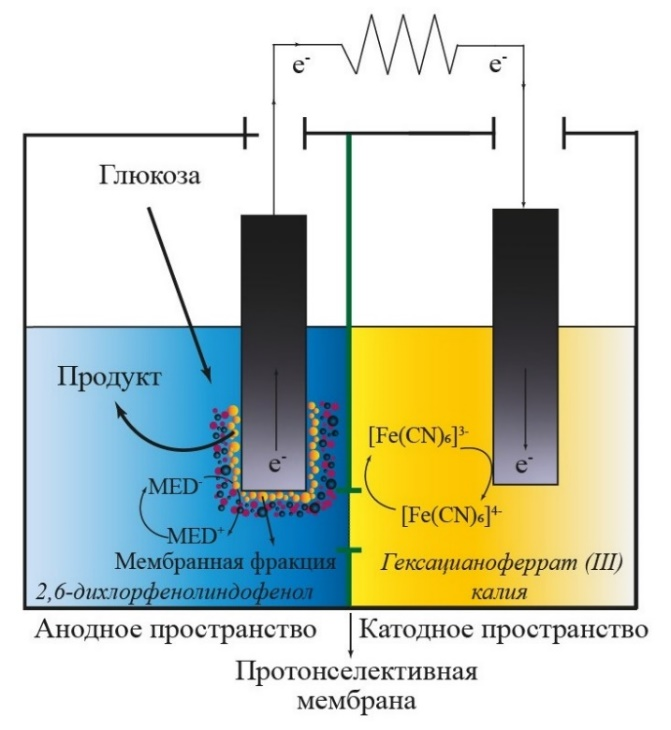 e⁻
e⁻
Глюкоза
Продукт
e⁻
e⁻
[Fe(CN)₆]³⁻
[Fe(CN)₆]⁴⁻
MED⁻
MED⁺
Мембранная фракция
2,6-дихлорфенолиндофенол
Гексацианоферрат (III)
калия
Анодное пространство
Катодное пространство
Протонселективная
мембрана